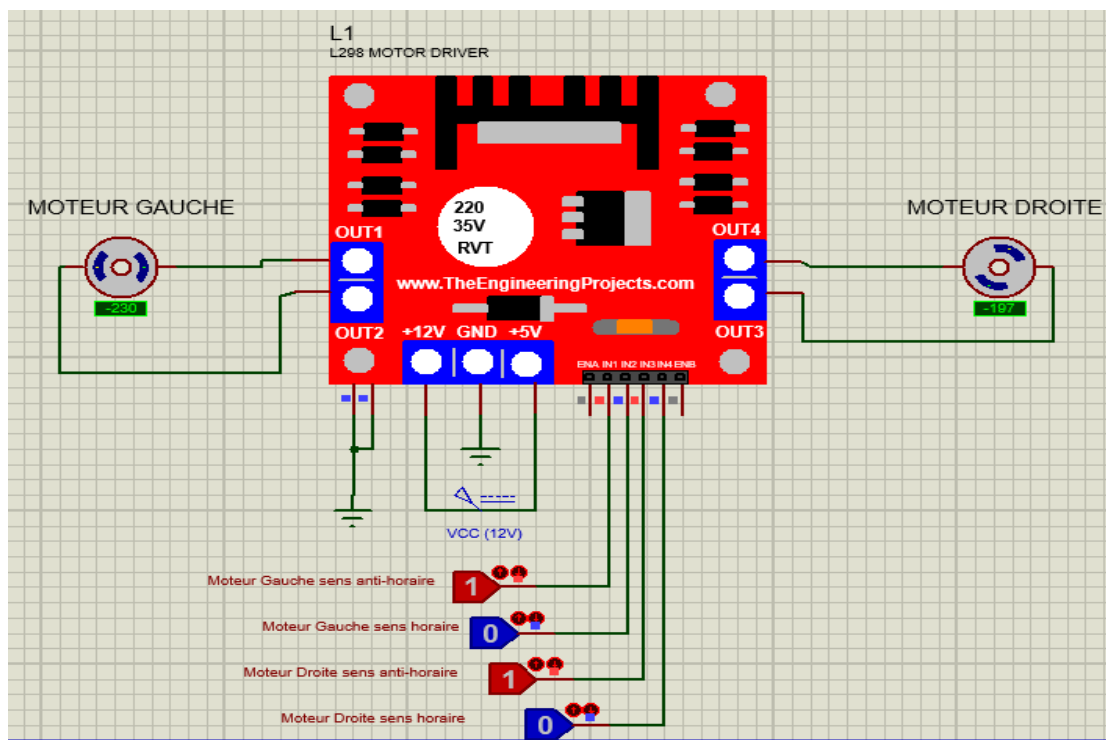 L1
L298 MOTOR DRIVER
MOTEUR GAUCHE
MOTEUR DROITE
220
35V
RVT
OUT1
OUT4
www.TheEngineeringProjects.com
-230
-197
OUT2
+12V GND +5V
OUT3
ENA IN1 IN2 IN3 IN4 ENB
VCC (12V)
Moteur Gauche sens anti-horaire
1
Moteur Gauche sens horaire
0
Moteur Droite sens anti-horaire
1
Moteur Droite sens horaire
0